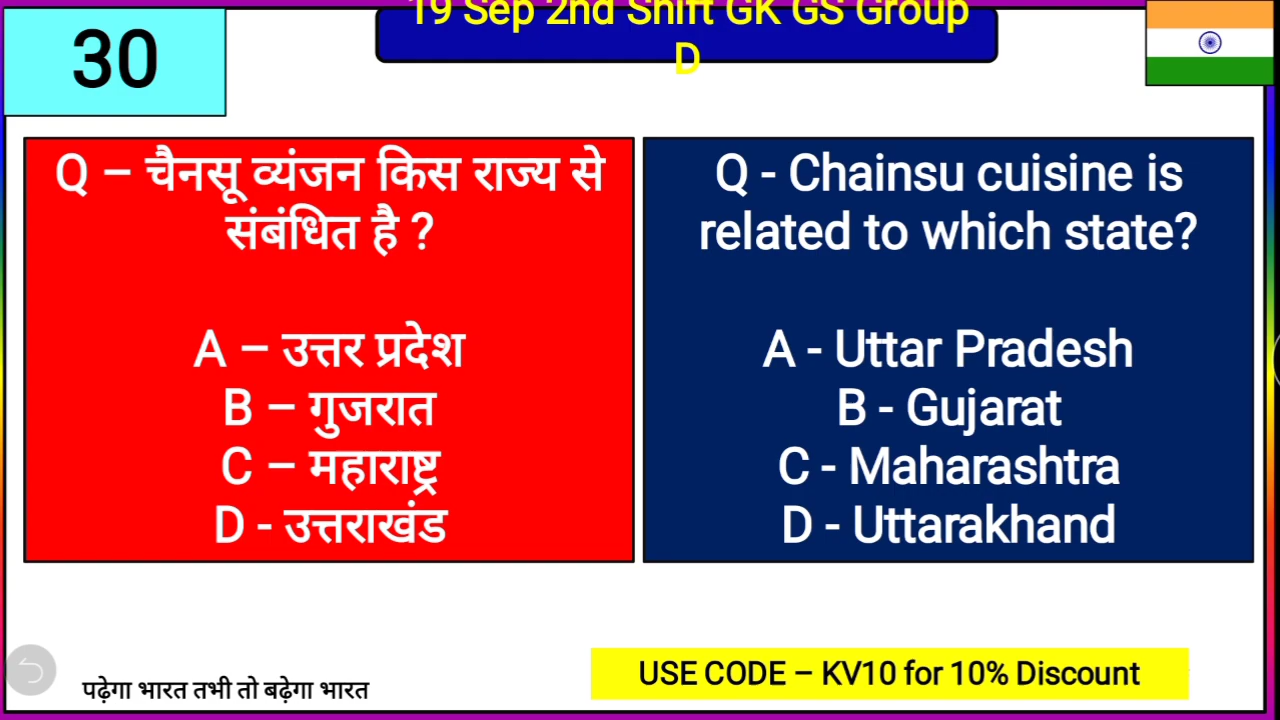 30
19 Sep 2nd Shift GK GS Group
D
Q – चैनसू व्यंजन किस राज्य से
संबंधित है ?
A – उत्तर प्रदेश
B – गुजरात
C – महाराष्ट्र
D - उत्तराखंड
Q - Chainsu cuisine is
related to which state?
A - Uttar Pradesh
B - Gujarat
C - Maharashtra
D - Uttarakhand
पढ़ेगा भारत तभी तो बढ़ेगा भारत
USE CODE – KV10 for 10% Discount